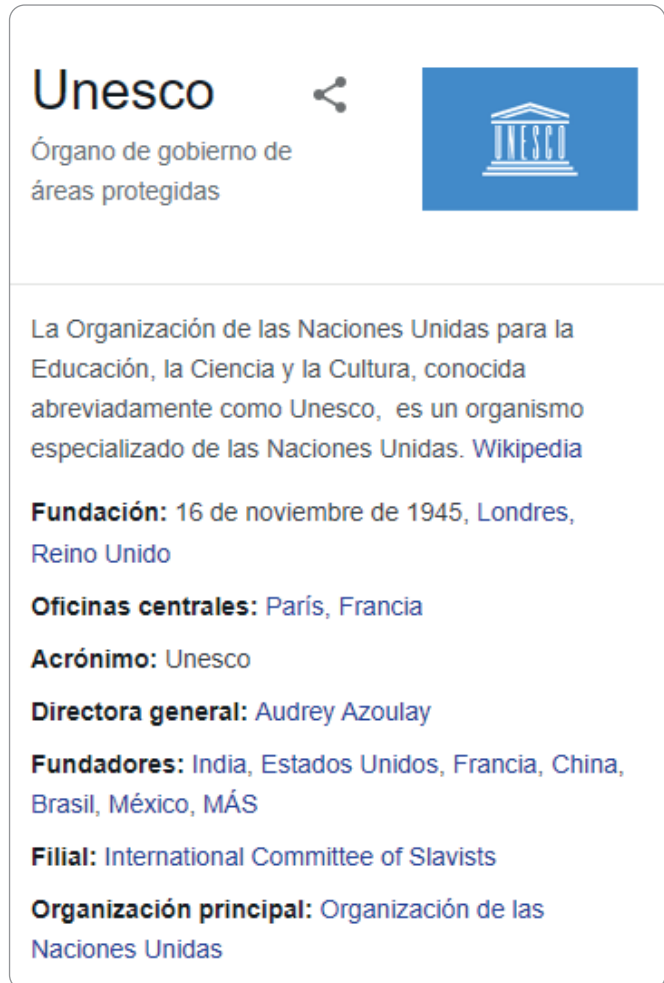 Unesco
UNESCO
Órgano de gobierno de
áreas protegidas
La Organización de las Naciones Unidas para la
Educación, la Ciencia y la Cultura, conocida
abreviadamente como Unesco, es un organismo
especializado de las Naciones Unidas. Wikipedia
Fundación: 16 de noviembre de 1945, Londres,
Reino Unido
Oficinas centrales: París, Francia
Acrónimo: Unesco
Directora general: Audrey Azoulay
Fundadores: India, Estados Unidos, Francia, China,
Brasil, México, MÁS
Filial: International Committee of Slavists
Organización principal: Organización de las
Naciones Unidas